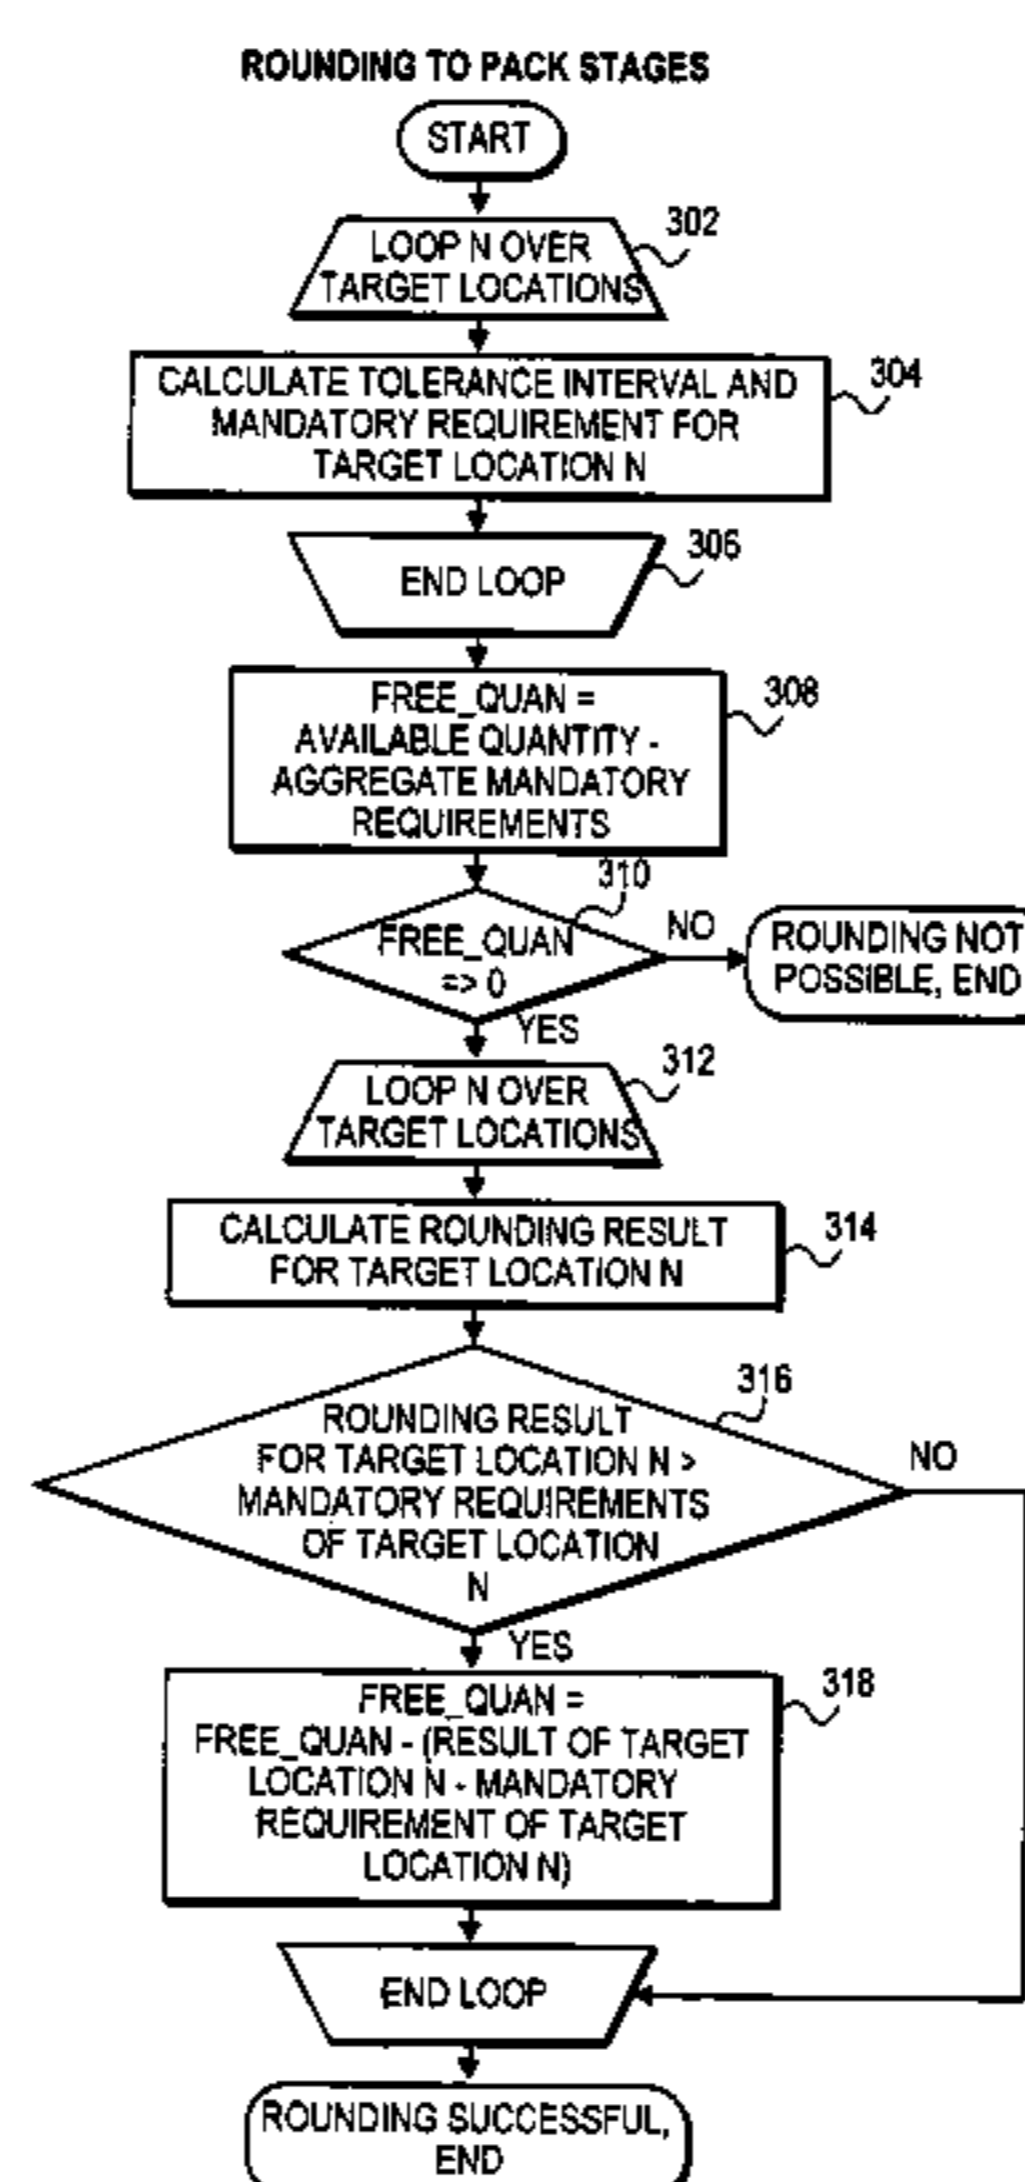 ROUNDING TO PACK STAGES
START
302
LOOP N OVER
TARGET LOCATIONS
304
CALCULATE TOLERANCE INTERVAL AND
MANDATORY REQUIREMENT FOR
TARGET LOCATION N
306
END LOOP
308
FREE_QUAN =
AVAILABLE QUANTITY -
AGGREGATE MANDATORY
REQUIREMENTS
310
FREE_QUAN
=> 0
NO
ROUNDING NOT
POSSIBLE, END
YES
312
LOOP N OVER
TARGET LOCATIONS
314
CALCULATE ROUNDING RESULT
FOR TARGET LOCATION N
316
ROUNDING RESULT
FOR TARGET LOCATION N >
MANDATORY REQUIREMENTS
OF TARGET LOCATION
N
NO
YES
318
FREE_QUAN =
FREE_QUAN - (RESULT OF TARGET
LOCATION N - MANDATORY
REQUIREMENT OF TARGET
LOCATION N)
END LOOP
ROUNDING SUCCESSFUL,
END